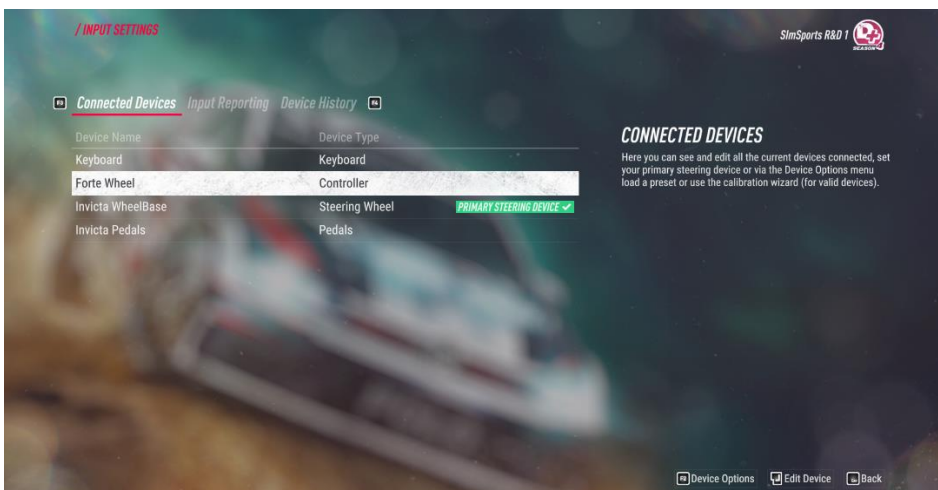 / INPUT SETTINGS
SImSports R&D 1
D+
SEASON
Connected Devices Input Reporting Device History
Device Name Device Type
Keyboard Keyboard
Forte Wheel Controller
Invicta WheelBase Steering Wheel PRIMARY STEERING DEVICE
Invicta Pedals Pedals
CONNECTED DEVICES
Here you can see and edit all the current devices connected, set
your primary steering device or via the Device Options menu
load a preset or use the calibration wizard (for valid devices).
Device Options Edit Device Back